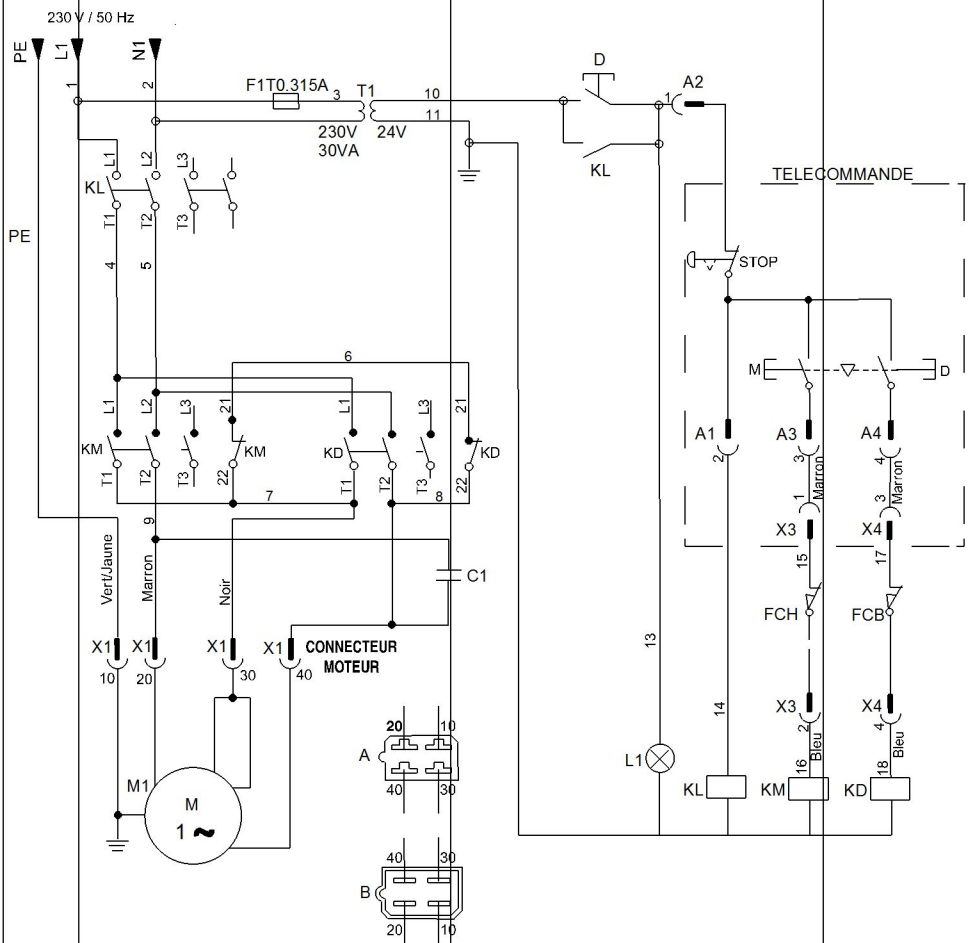 230 V / 50 Hz
PE
L1
N1
1
2
F1T0.315A
3
T1
10
11
230V
30VA
24V
D
KL
1
A2
TELECOMMANDE
L1
L2
L3
KL
T1
T2
T3
PE
4
5
STOP
6
M
D
L1
L2
L3
21
L1
L3
21
KM
KM
KD
KD
T1
T2
T3
22
T1
T2
T3
22
7
8
9
A1
2
A3
3
A4
4
1
Marron
3
Marron
X3
X4
15
17
Vert/Jaune
Marron
Noir
C1
FCH
FCB
X1
X1
X1
X1
CONNECTEUR
MOTEUR
10
20
30
40
13
14
X3
X4
2
Bleu
4
Bleu
16
18
20
10
A
40
30
L1
KL
KM
KD
M1
M
1 ~
40
30
B
20
10